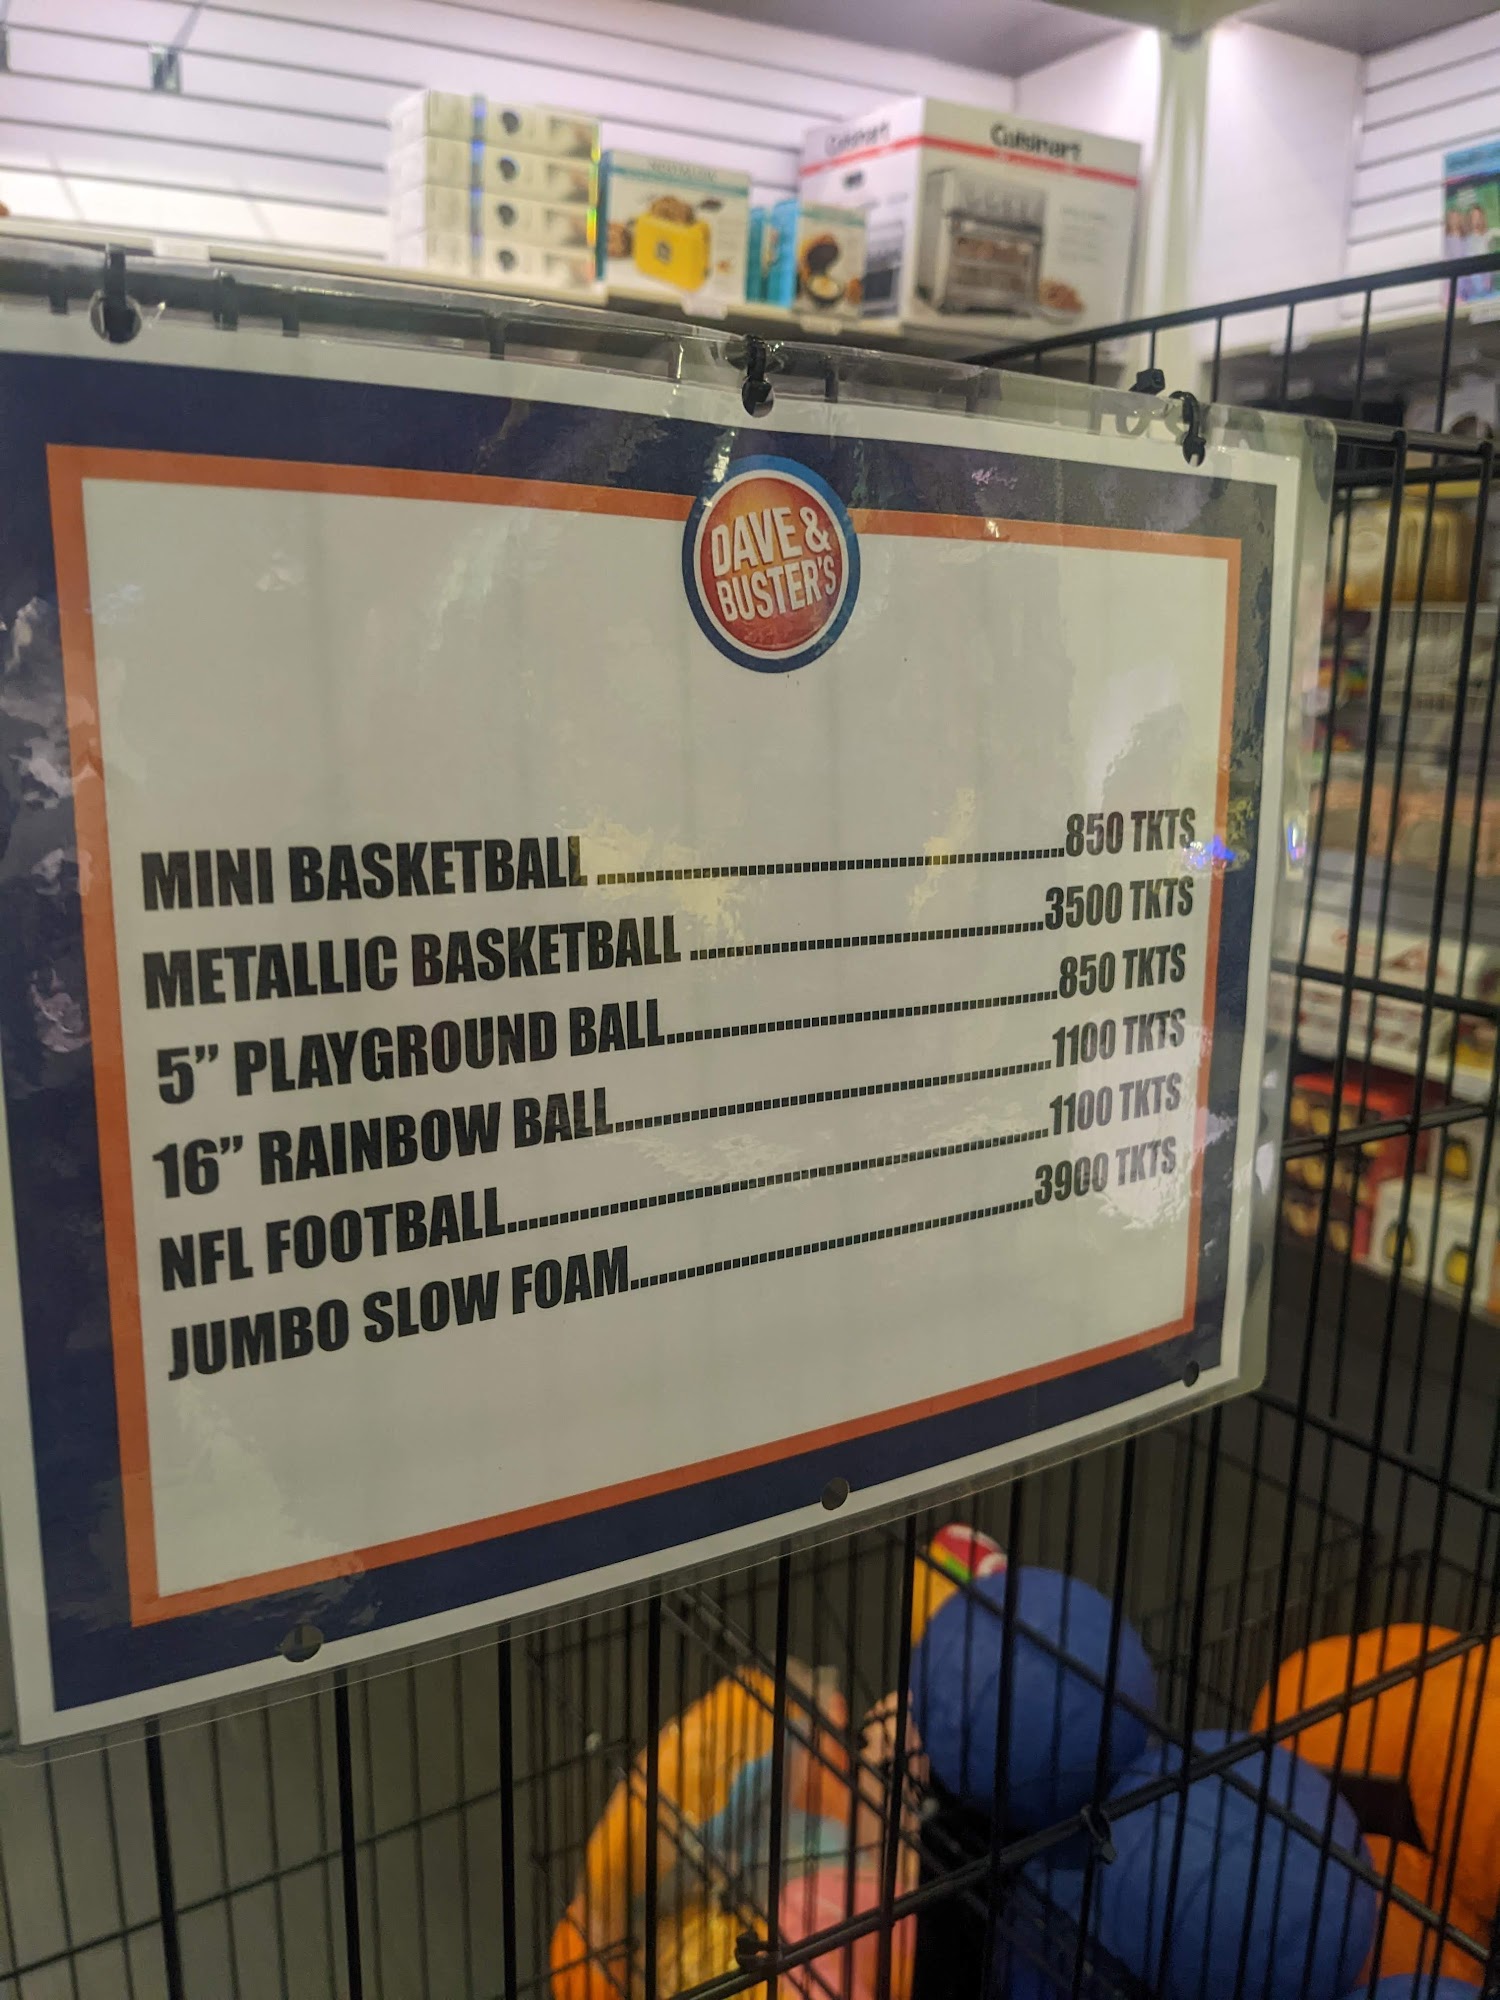 Cuisinart
Cuisinart
DAVE &
BUSTER'S
MINI BASKETBALL ..........................................................850 TKTS
METALLIC BASKETBALL ............................................3500 TKTS
5” PLAYGROUND BALL................................................850 TKTS
16” RAINBOW BALL.....................................................1100 TKTS
NFL FOOTBALL..................................................................1100 TKTS
JUMBO SLOW FOAM..................................................3900 TKTS